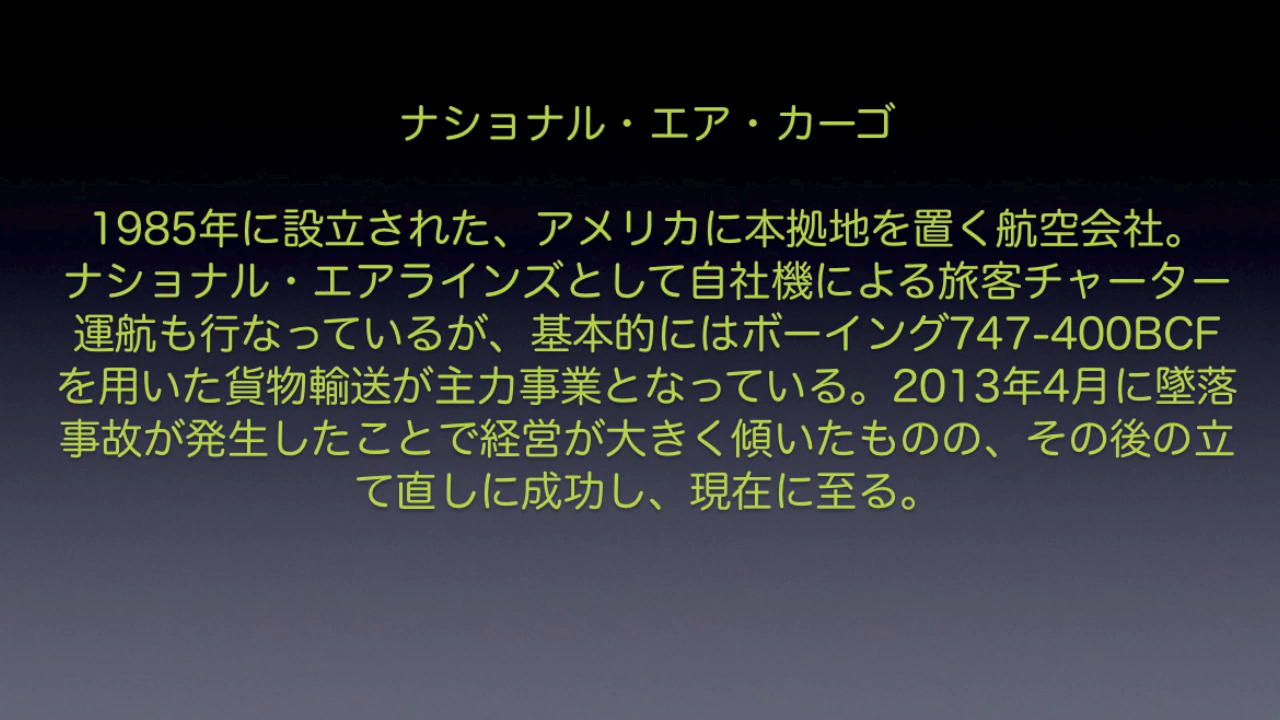 ナショナル・エア・カーゴ
1985年に設立された、アメリカに本拠地を置く航空会社。
ナショナル・エアラインズとして自社機による旅客チャーター
運航も行なっているが、基本的にはボーイング747-400BCF
を用いた貨物輸送が主力事業となっている。2013年4月に墜落
事故が発生したことで経営が大きく傾いたものの、その後の立
て直しに成功し、現在に至る。